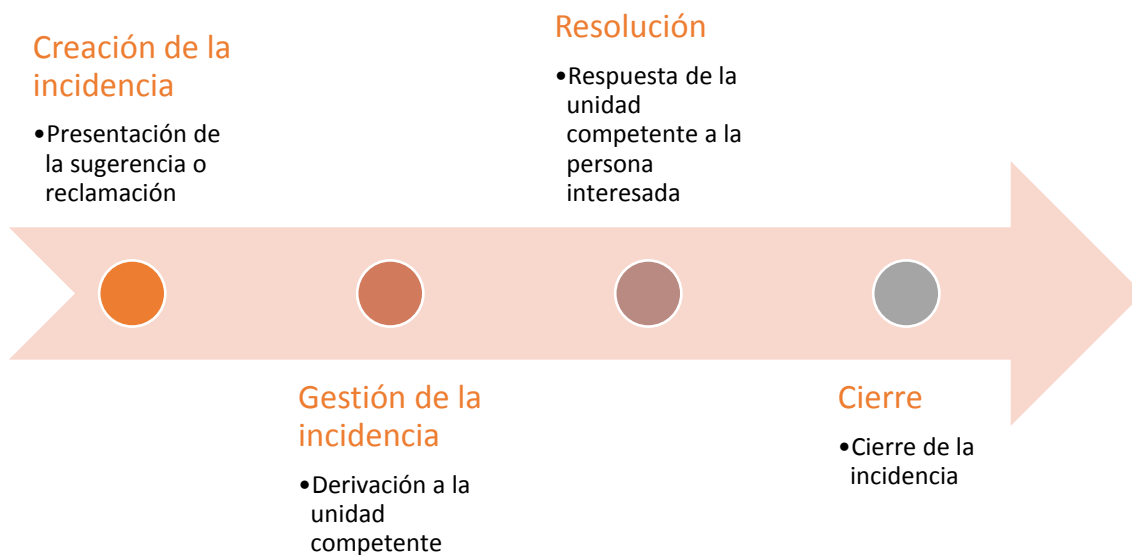 Creación de la
incidencia
•Presentación de
la sugerencia o
reclamación
Gestión de la
incidencia
•Derivación a la
unidad
competente
Resolución
•Respuesta de la
unidad
competente a la
persona
interesada
Cierre
•Cierre de la
incidencia